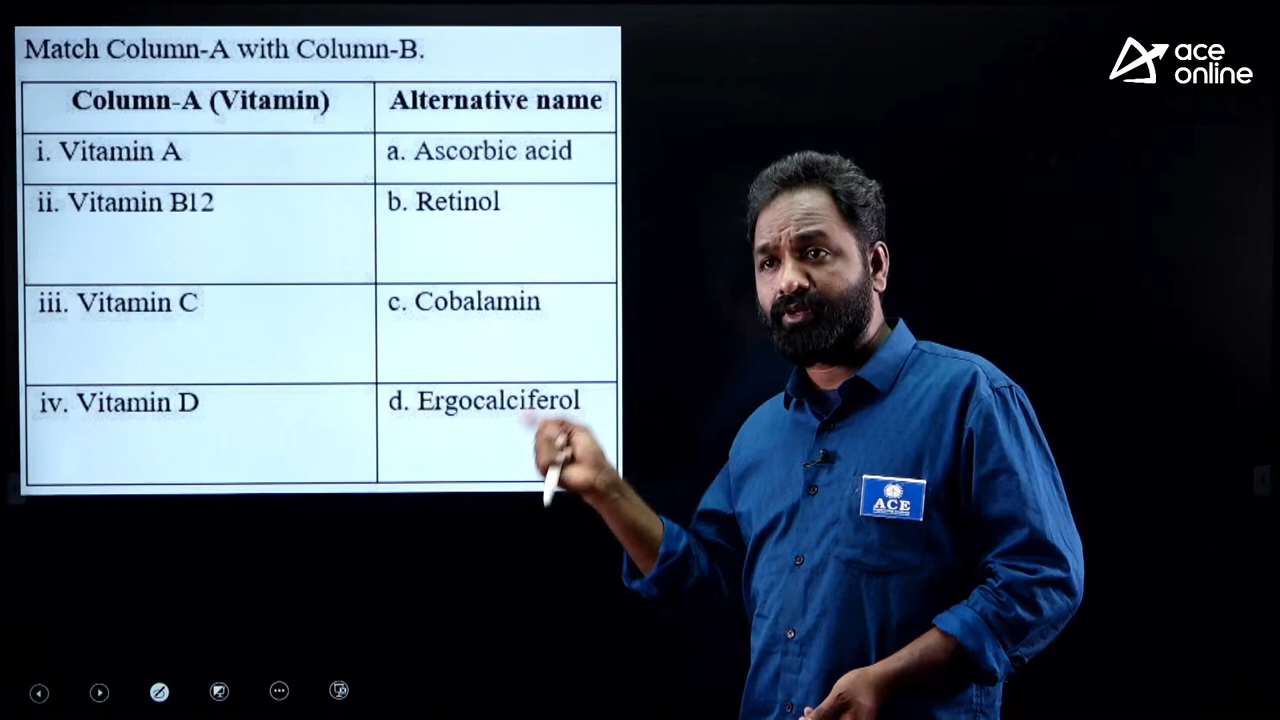 Match Column-A with Column-B.
Column-A (Vitamin) Alternative name
i. Vitamin A a. Ascorbic acid
ii. Vitamin B12 b. Retinol
iii. Vitamin C c. Cobalamin
iv. Vitamin D d. Ergocalciferol
ace
online
ACE